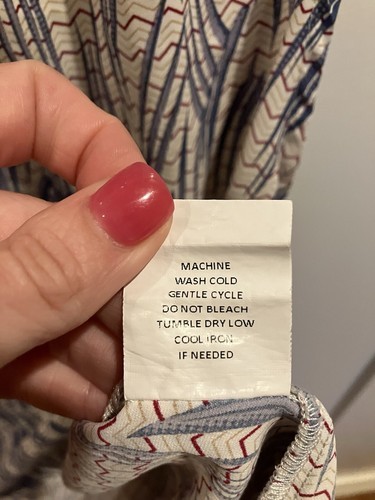 MACHINE
WASH COLD
GENTLE CYCLE
DO NOT BLEACH
TUMBLE DRY LOW
COOL IRON
IF NEEDED